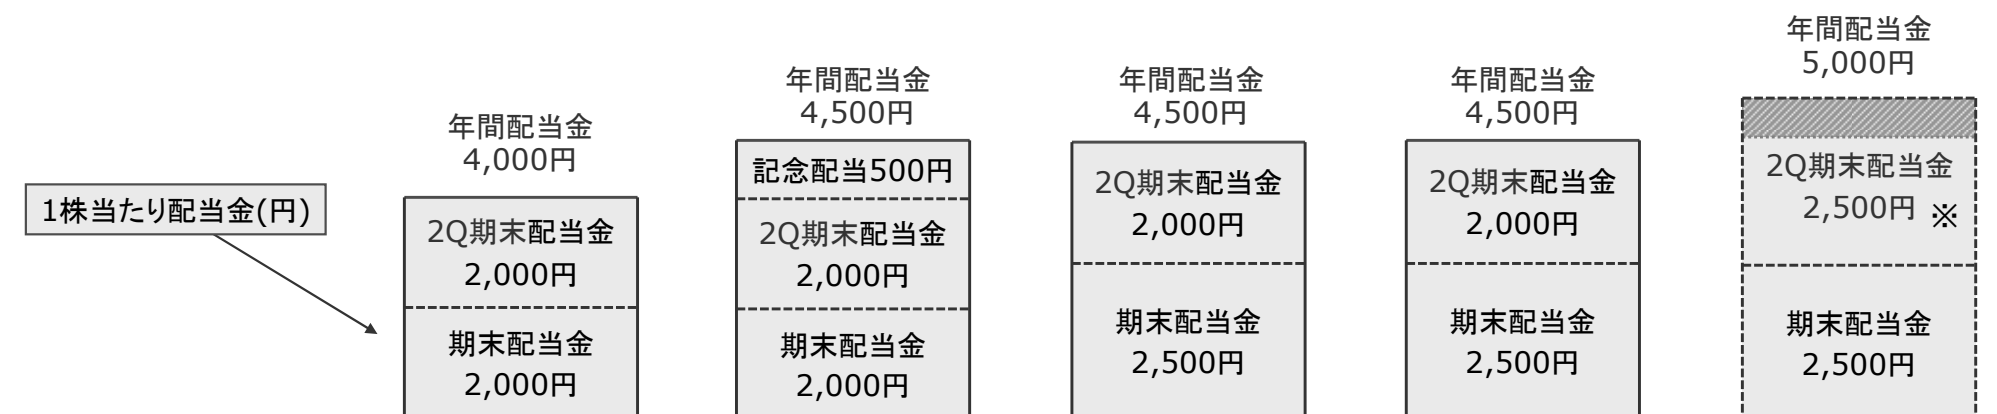 1株当たり配当金(円)
年間配当金
4,000円
2Q期末配当金
2,000円
期末配当金
2,000円
年間配当金
4,500円
記念配当500円
2Q期末配当金
2,000円
期末配当金
2,000円
年間配当金
4,500円
2Q期末配当金
2,000円
期末配当金
2,500円
年間配当金
4,500円
2Q期末配当金
2,000円
期末配当金
2,500円
年間配当金
5,000円
2Q期末配当金
2,500円 ※
期末配当金
2,500円